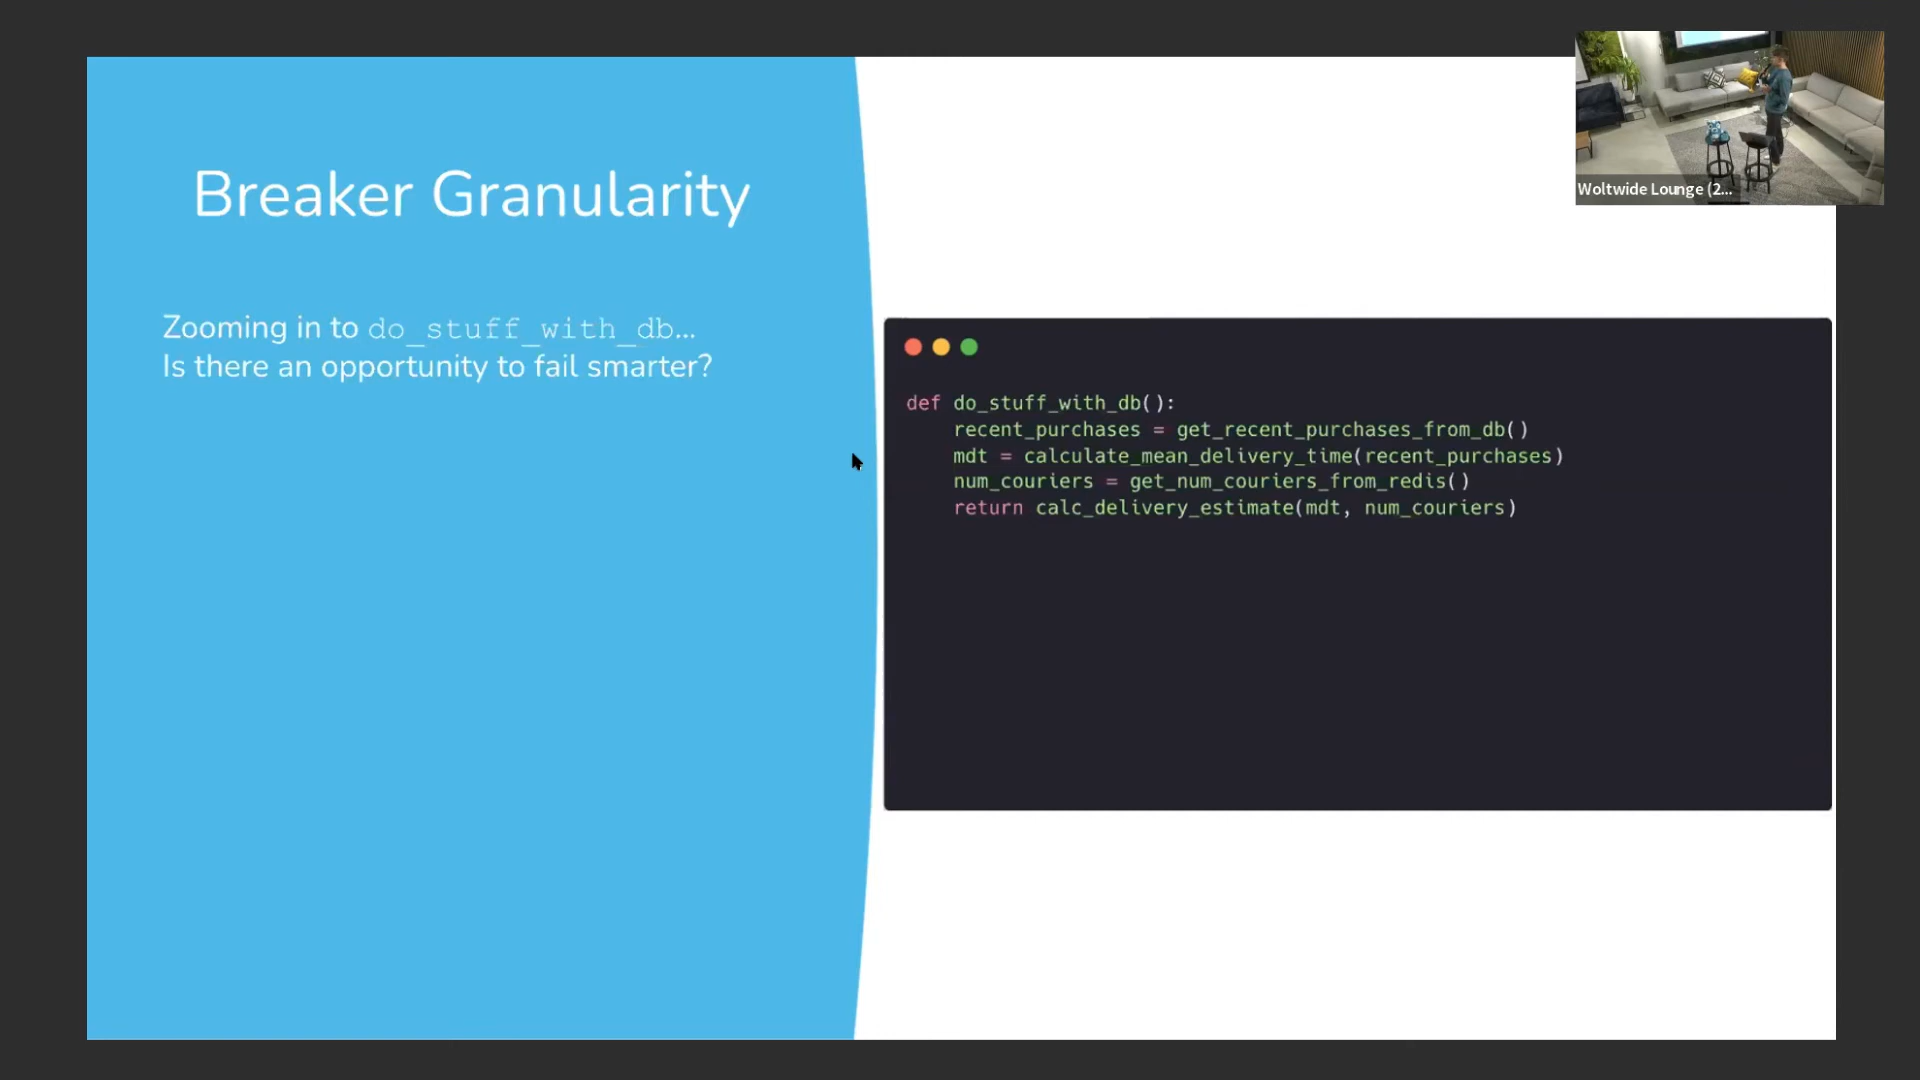 Breaker Granularity
Zooming in to do_stuff_with_db...
Is there an opportunity to fail smarter?
def do_stuff_with_db():
    recent_purchases = get_recent_purchases_from_db()
    mdt = calculate_mean_delivery_time(recent_purchases)
    num_couriers = get_num_couriers_from_redis()
    return calc_delivery_estimate(mdt, num_couriers)
Woltwide Lounge (2...